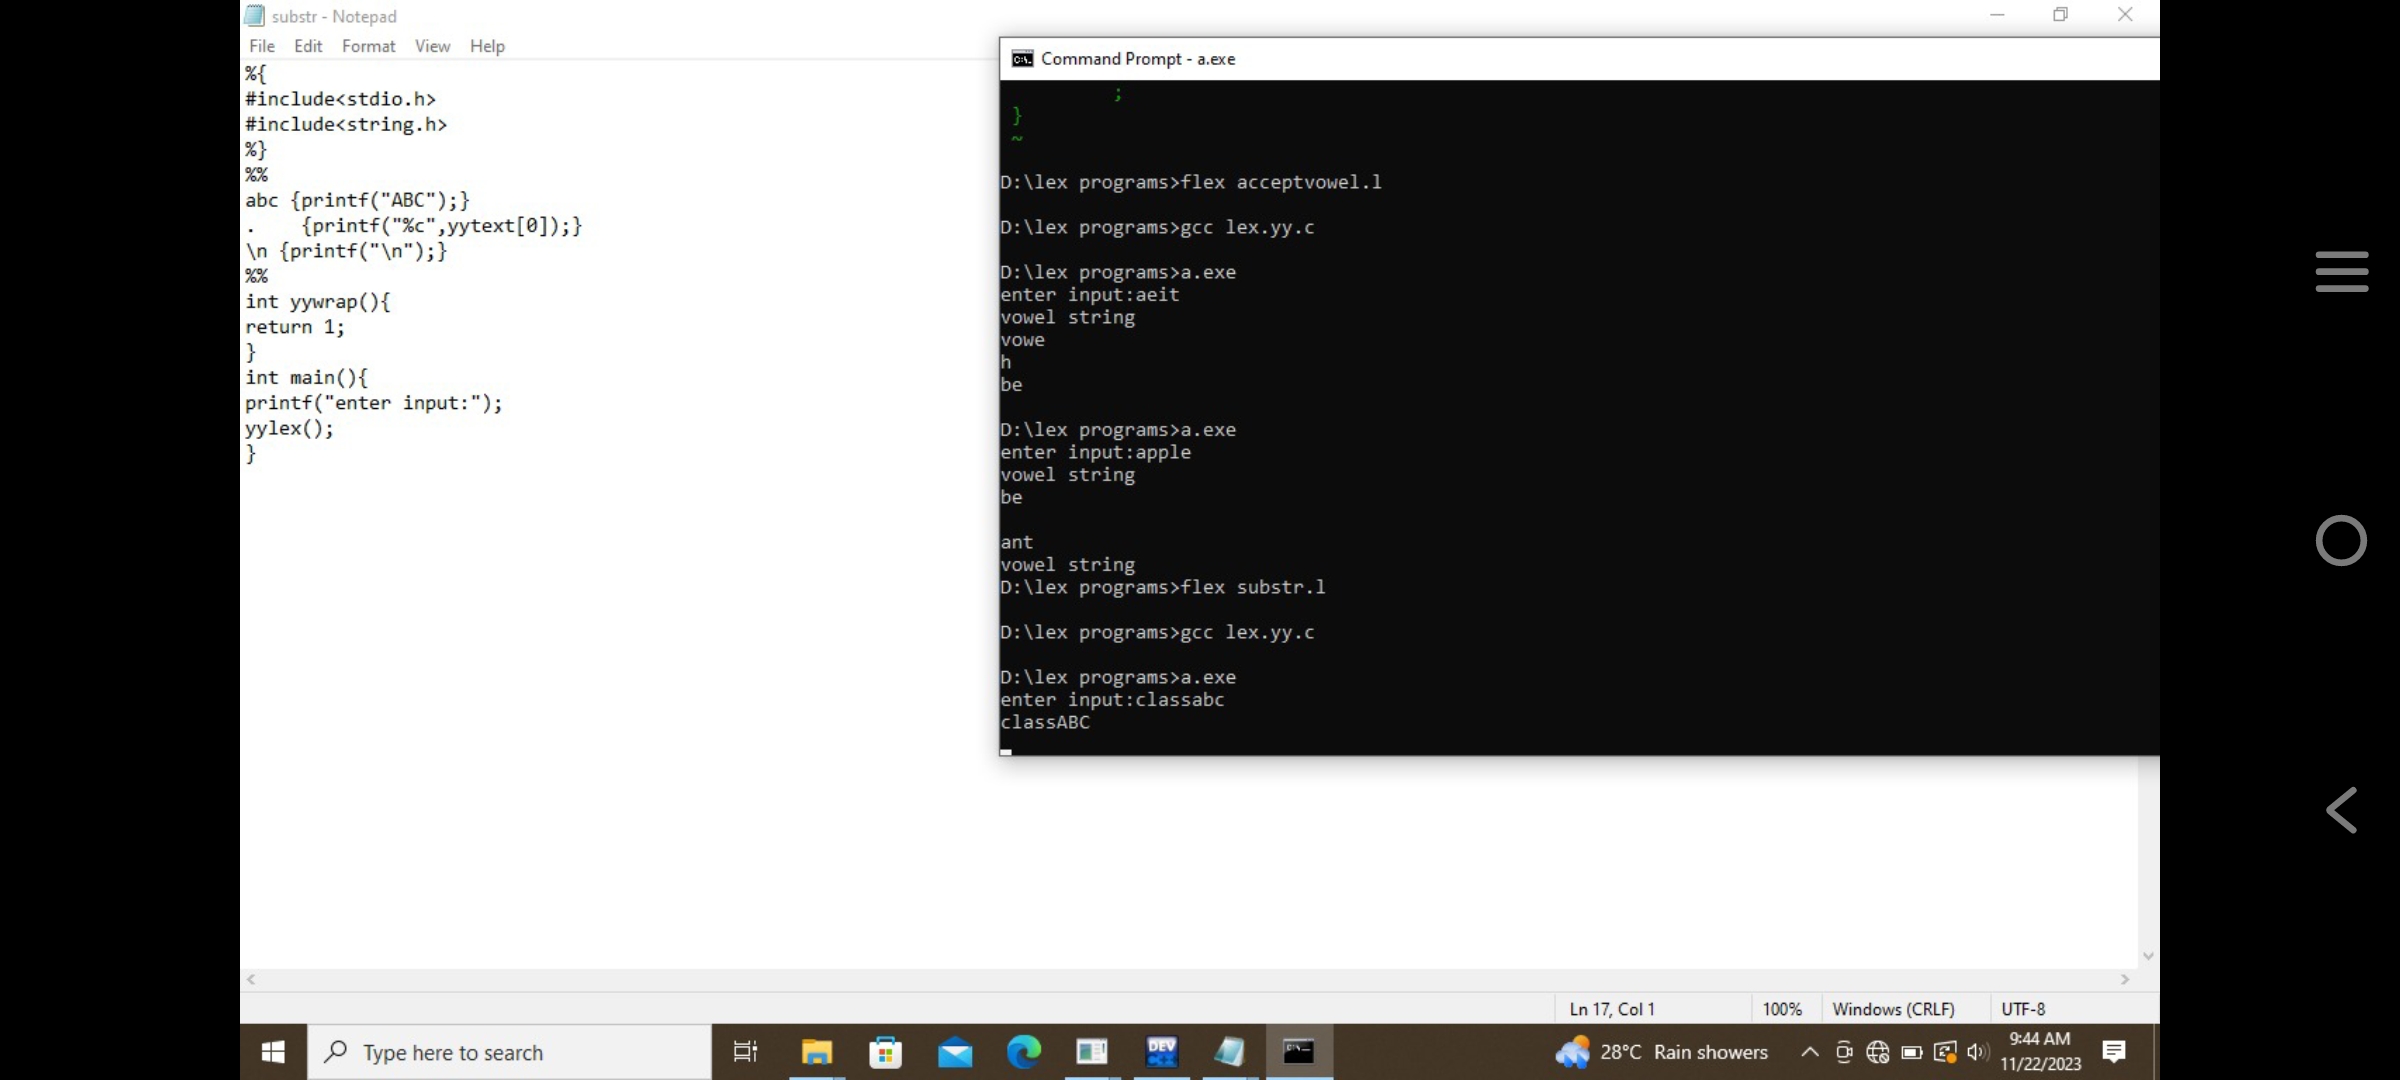 substr - Notepad
File Edit Format View Help
%{
#include<stdio.h>
#include<string.h>
%}
%%
abc {printf("ABC");}
.    {printf("%c",yytext[0]);}
\n {printf("\n");}
%%
int yywrap(){
return 1;
}
int main(){
printf("enter input:");
yylex();
}
Command Prompt - a.exe
;
}
~
D:\lex programs>flex acceptvowel.l
D:\lex programs>gcc lex.yy.c
D:\lex programs>a.exe
enter input:aeit
vowel string
vowe
h
be
D:\lex programs>a.exe
enter input:apple
vowel string
be
ant
vowel string
D:\lex programs>flex substr.l
D:\lex programs>gcc lex.yy.c
D:\lex programs>a.exe
enter input:classabc
classABC
Ln 17, Col 1 100% Windows (CRLF) UTF-8
Type here to search
DEV
28°C Rain showers
9:44 AM
11/22/2023